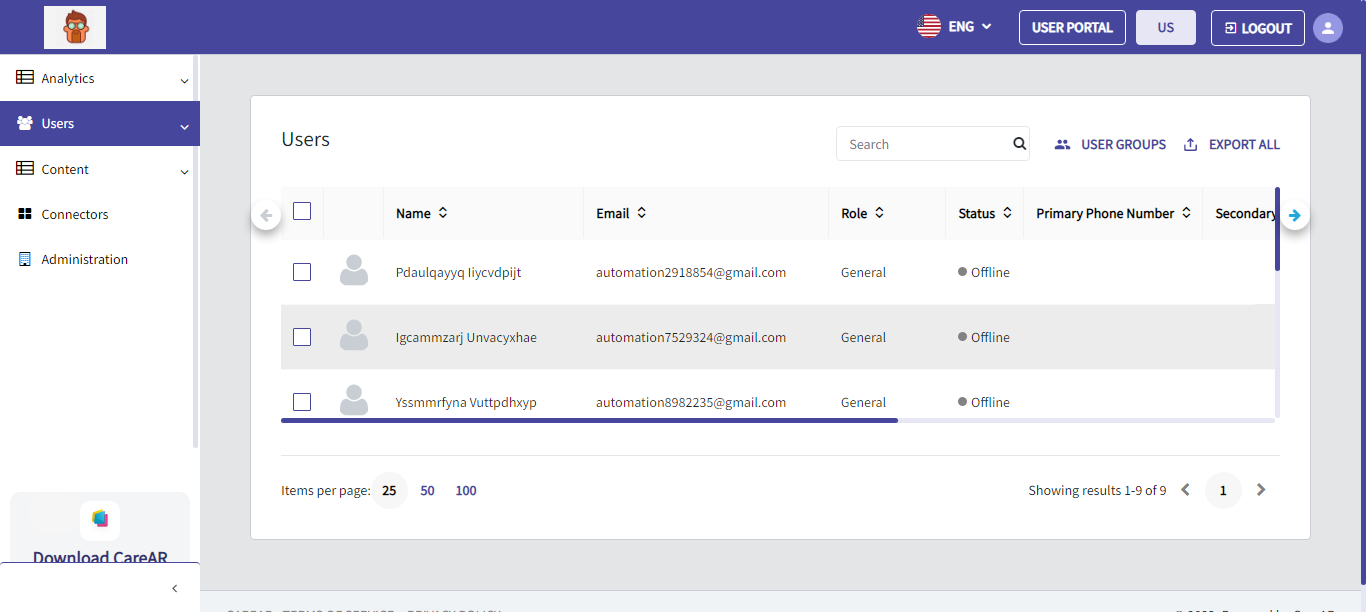 ENG
USER PORTAL
US
LOGOUT
Analytics
Users
Content
Connectors
Administration
Download CareAR
Users
Search
USER GROUPS
EXPORT ALL
Name Email Role Status Primary Phone Number Secondary
Pdaulqayyq Iiycvdpijt automation2918854@gmail.com General Offline
Igcammzarj Unvacyxhae automation7529324@gmail.com General Offline
Yssmmrfyna Vuttpdhxyp automation8982235@gmail.com General Offline
Items per page: 25 50 100
Showing results 1-9 of 9 1